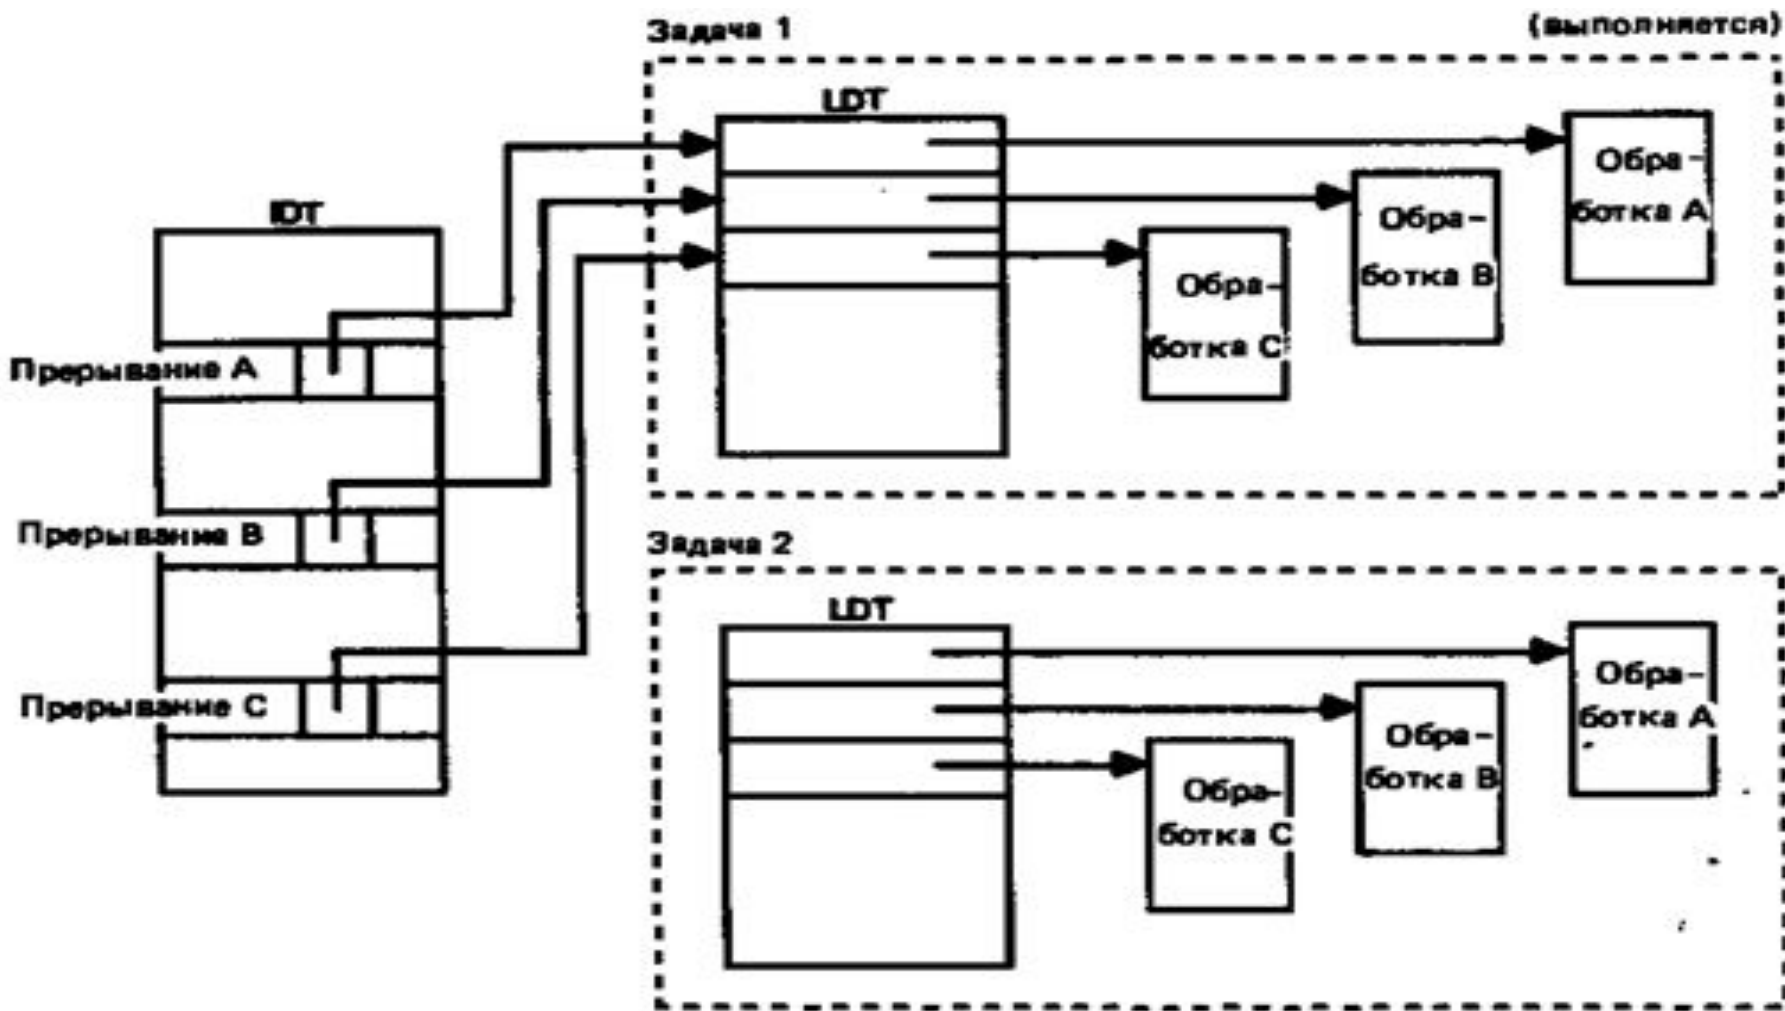 Задача 1
(выполняется)
LDT
Обра-
ботка A
Обра-
ботка B
Обра-
ботка C
IDT
Прерывание A
Прерывание B
Прерывание C
Задача 2
LDT
Обра-
ботка A
Обра-
ботка B
Обра-
ботка C